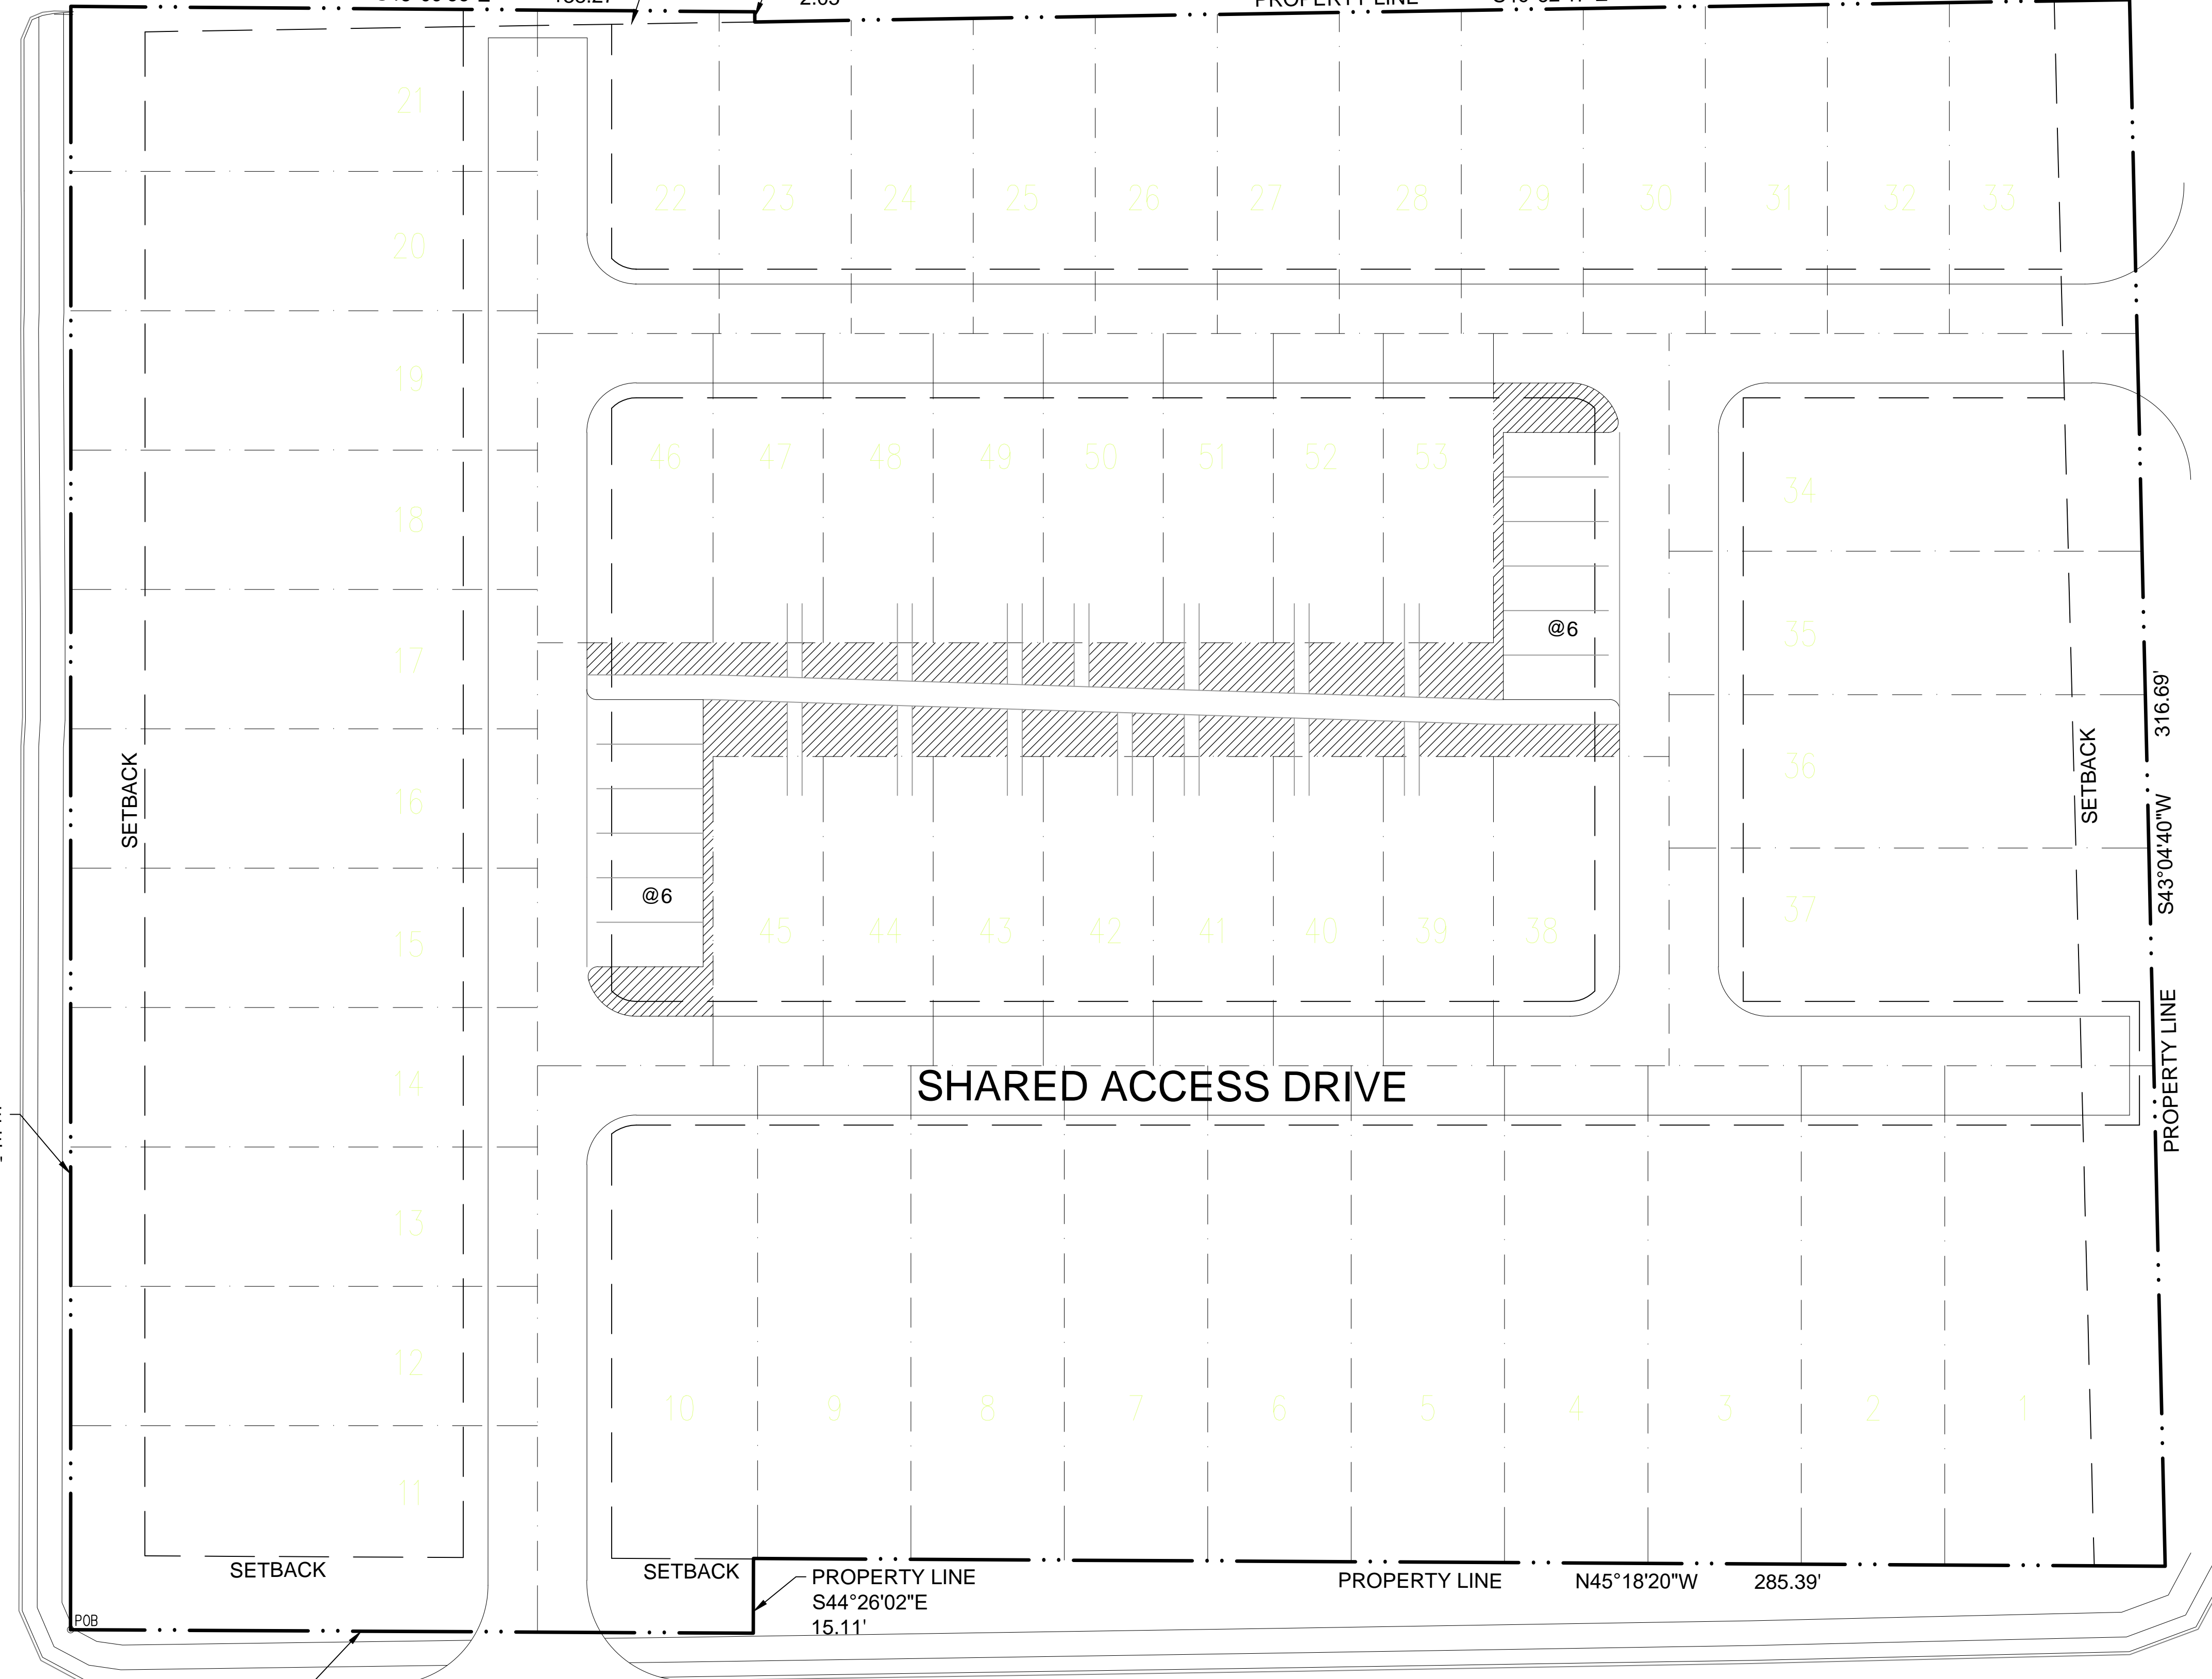 2.05'
PROPERTY LINE
21
22 23 24 25 26 27 28 29 30 31 32 33
20
19
46 47 48 49 50 51 52 53
34
18
@6
35
17
316.69'
SETBACK
SETBACK
36
16
S43°04'40"W
@6
45 44 43 42 41 40 39 38
37
15
PROPERTY LINE
14
SHARED ACCESS DRIVE
13
12
10 9 8 7 6 5 4 3 2 1
11
SETBACK
SETBACK
PROPERTY LINE
S44°26'02"E
15.11'
PROPERTY LINE N45°18'20"W 285.39'
POB